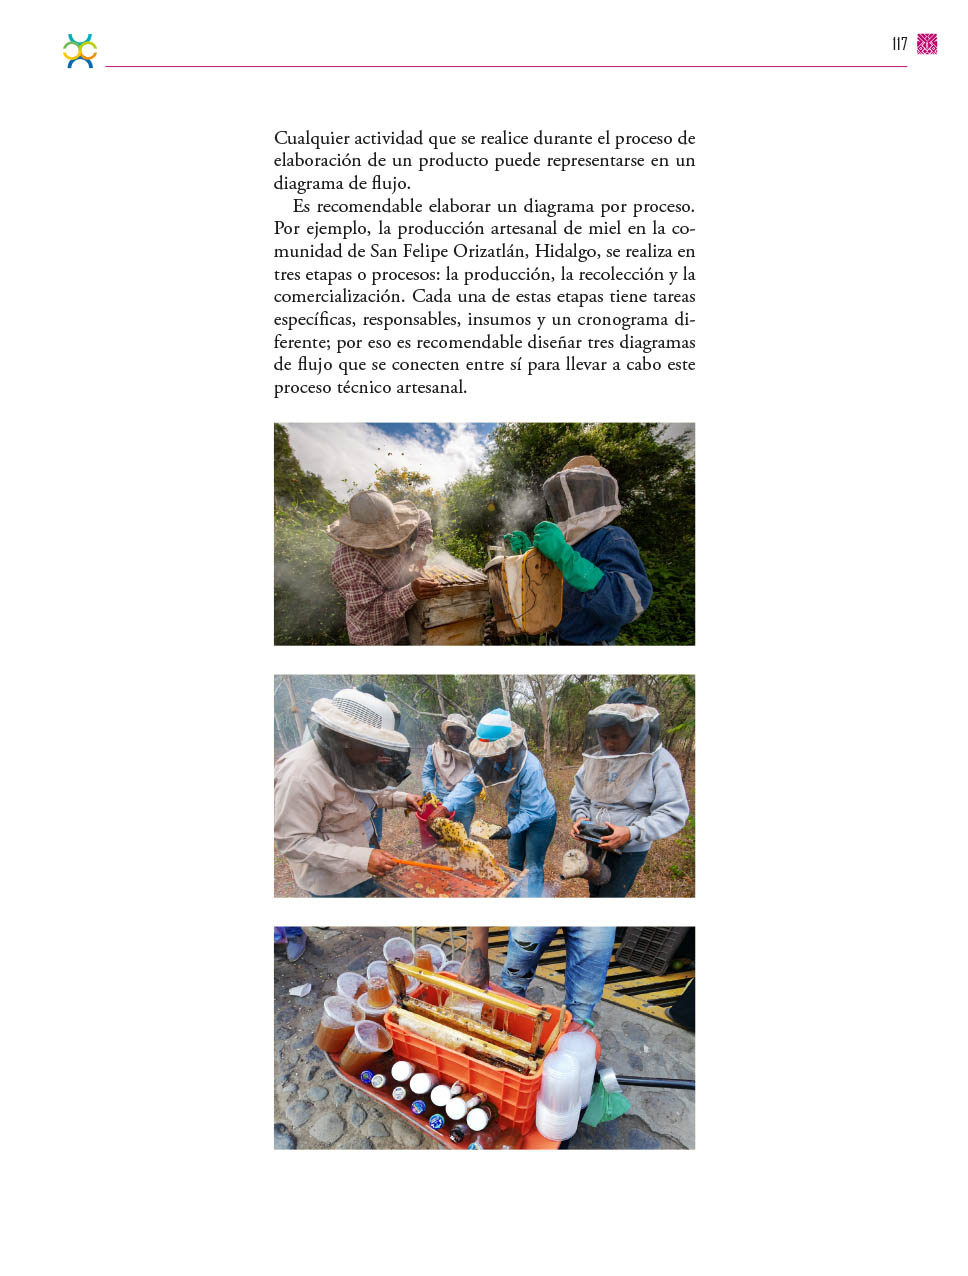 117
Cualquier actividad que se realice durante el proceso de
elaboración de un producto puede representarse en un
diagrama de flujo.
Es recomendable elaborar un diagrama por proceso.
Por ejemplo, la producción artesanal de miel en la co-
munidad de San Felipe Orizatlán, Hidalgo, se realiza en
tres etapas o procesos: la producción, la recolección y la
comercialización. Cada una de estas etapas tiene tareas
específicas, responsables, insumos y un cronograma di-
ferente; por eso es recomendable diseñar tres diagramas
de flujo que se conecten entre sí para llevar a cabo este
proceso técnico artesanal.